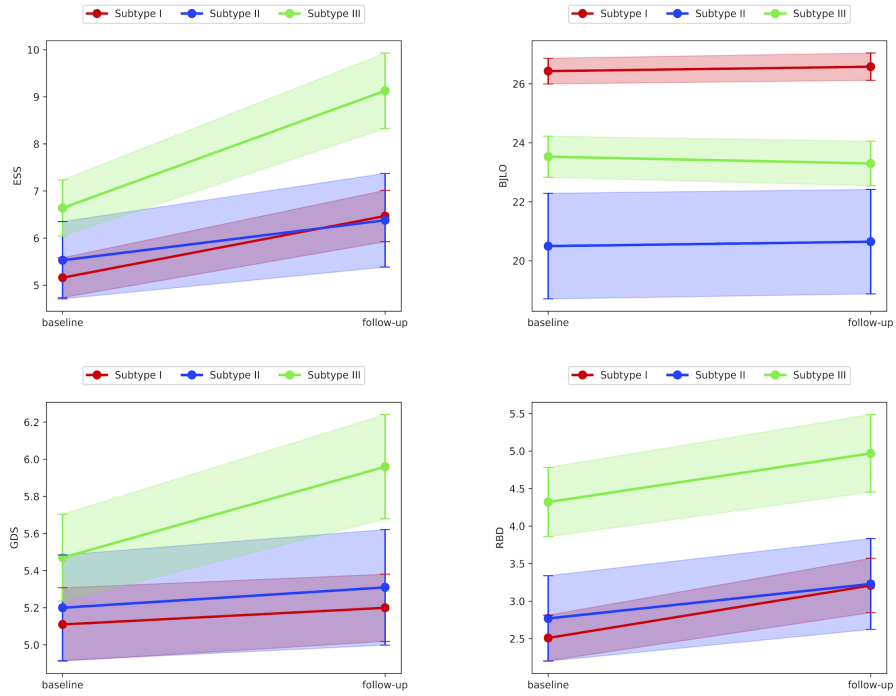 Subtype I Subtype II Subtype III
10
9
8
7
6
5
ESS
baseline follow-up
Subtype I Subtype II Subtype III
26
24
22
20
BJLO
baseline follow-up
Subtype I Subtype II Subtype III
6.2
6.0
5.8
5.6
5.4
5.2
5.0
GDS
baseline follow-up
Subtype I Subtype II Subtype III
5.5
5.0
4.5
4.0
3.5
3.0
2.5
RBD
baseline follow-up